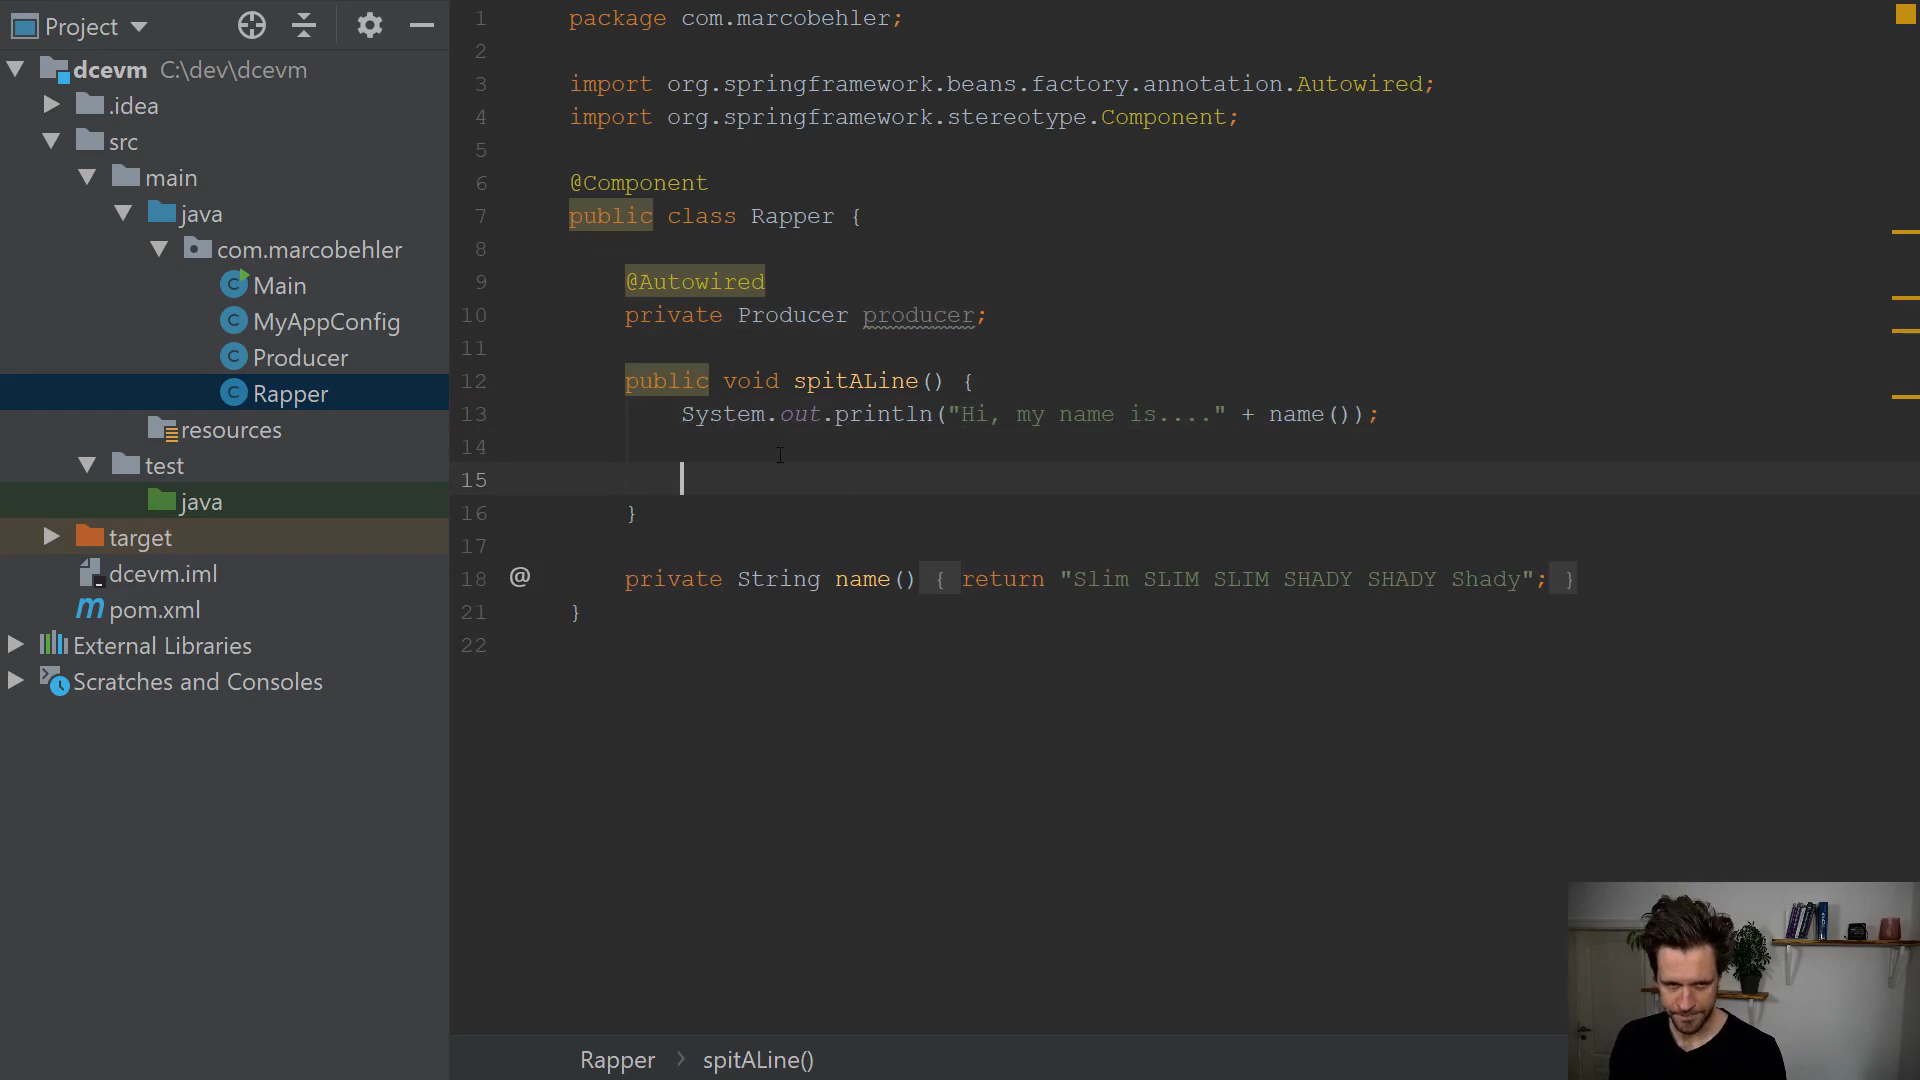 Project
dcevm C:\dev\dcevm
.idea
src
main
java
com.marcobehler
Main
MyAppConfig
Producer
Rapper
resources
test
java
target
dcevm.iml
pom.xml
External Libraries
Scratches and Consoles
1 package com.marcobehler;
2
3 import org.springframework.beans.factory.annotation.Autowired;
4 import org.springframework.stereotype.Component;
5
6 @Component
7 public class Rapper {
8
9 @Autowired
10 private Producer producer;
11
12 public void spitALine() {
13 System.out.println("Hi, my name is...." + name());
14
15
16 }
17
18 @ private String name() { return "Slim SLIM SLIM SHADY SHADY Shady"; }
21 }
22
Rapper > spitALine()